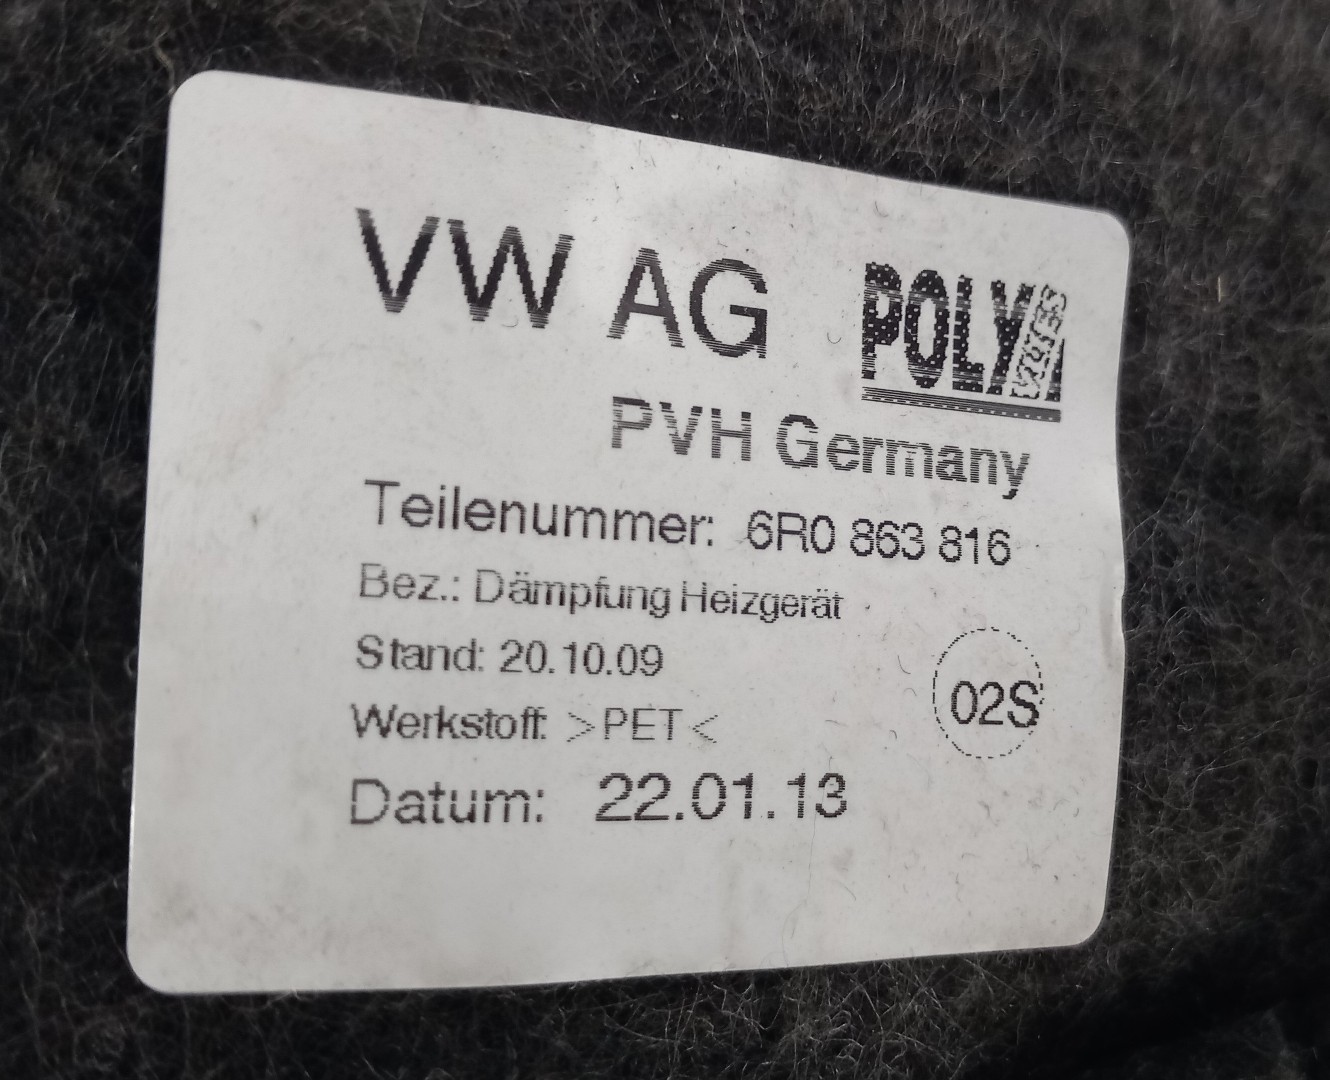 VW AG
POLY
PVH Germany
Teilenummer: 6R0 863 816
Bez.: Dämpfung Heizgerät
Stand: 20.10.09
02S
Werkstoff: >PET<
Datum: 22.01.13